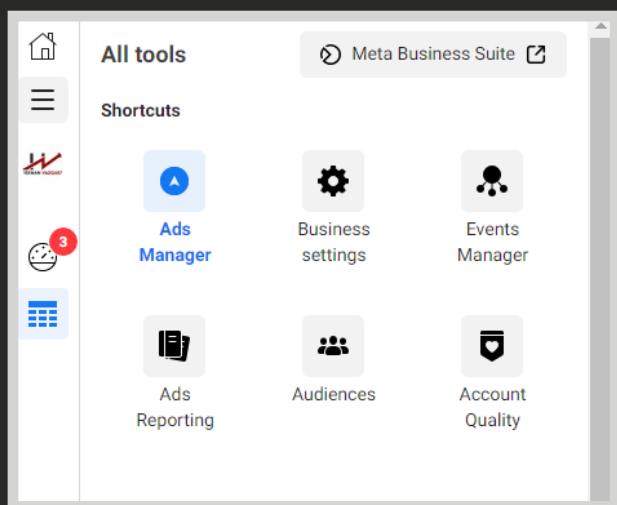 All tools
Meta Business Suite
Shortcuts
Ads
Manager
Business
settings
Events
Manager
Ads
Reporting
Audiences
Account
Quality
3